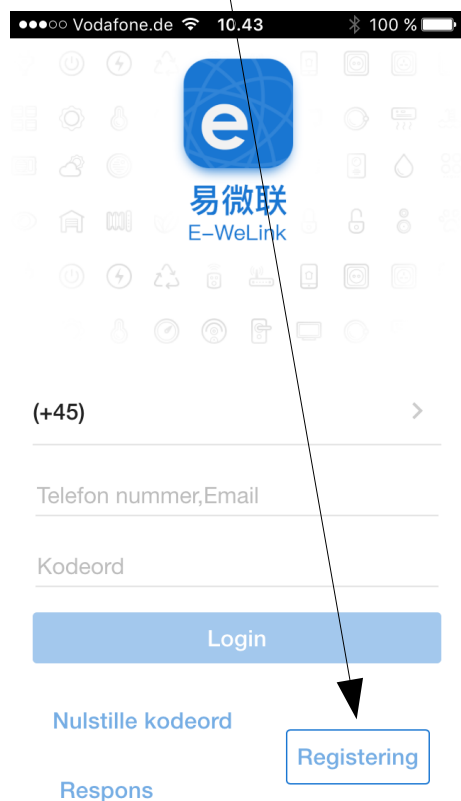 ●●●○○ Vodafone.de 10.43 100 %
e
易微联
E–WeLink
(+45)
Telefon nummer,Email
Kodeord
Login
Nulstille kodeord
Registering
Respons